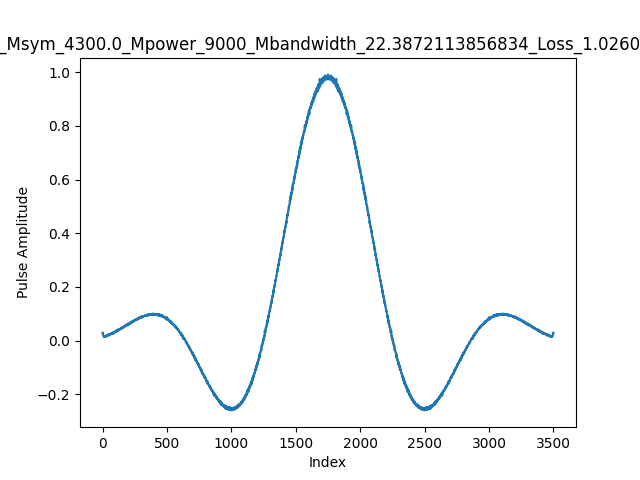 _Msym_4300.0_Mpower_9000_Mbandwidth_22.3872113856834_Loss_1.0260
1.0
0.8
0.6
0.4
0.2
0.0
−0.2
Pulse Amplitude
0 500 1000 1500 2000 2500 3000 3500
Index